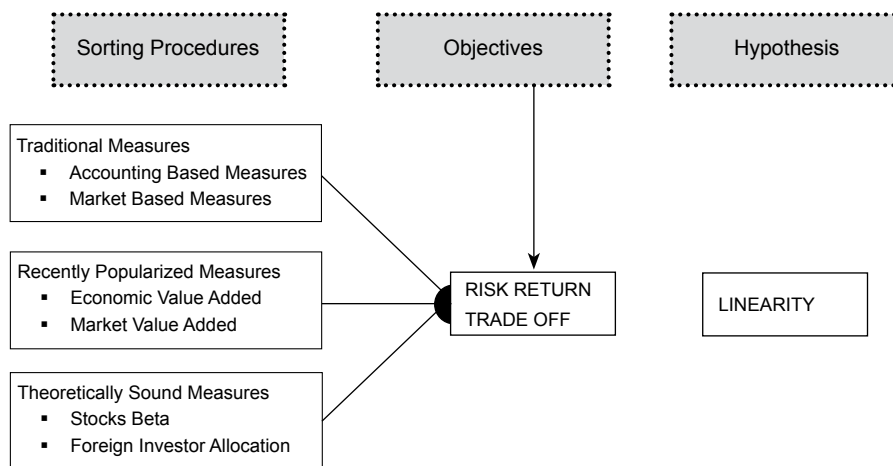 Sorting Procedures
Objectives
Hypothesis
Traditional Measures
▪ Accounting Based Measures
▪ Market Based Measures
Recently Popularized Measures
▪ Economic Value Added
▪ Market Value Added
RISK RETURN
TRADE OFF
LINEARITY
Theoretically Sound Measures
▪ Stocks Beta
▪ Foreign Investor Allocation